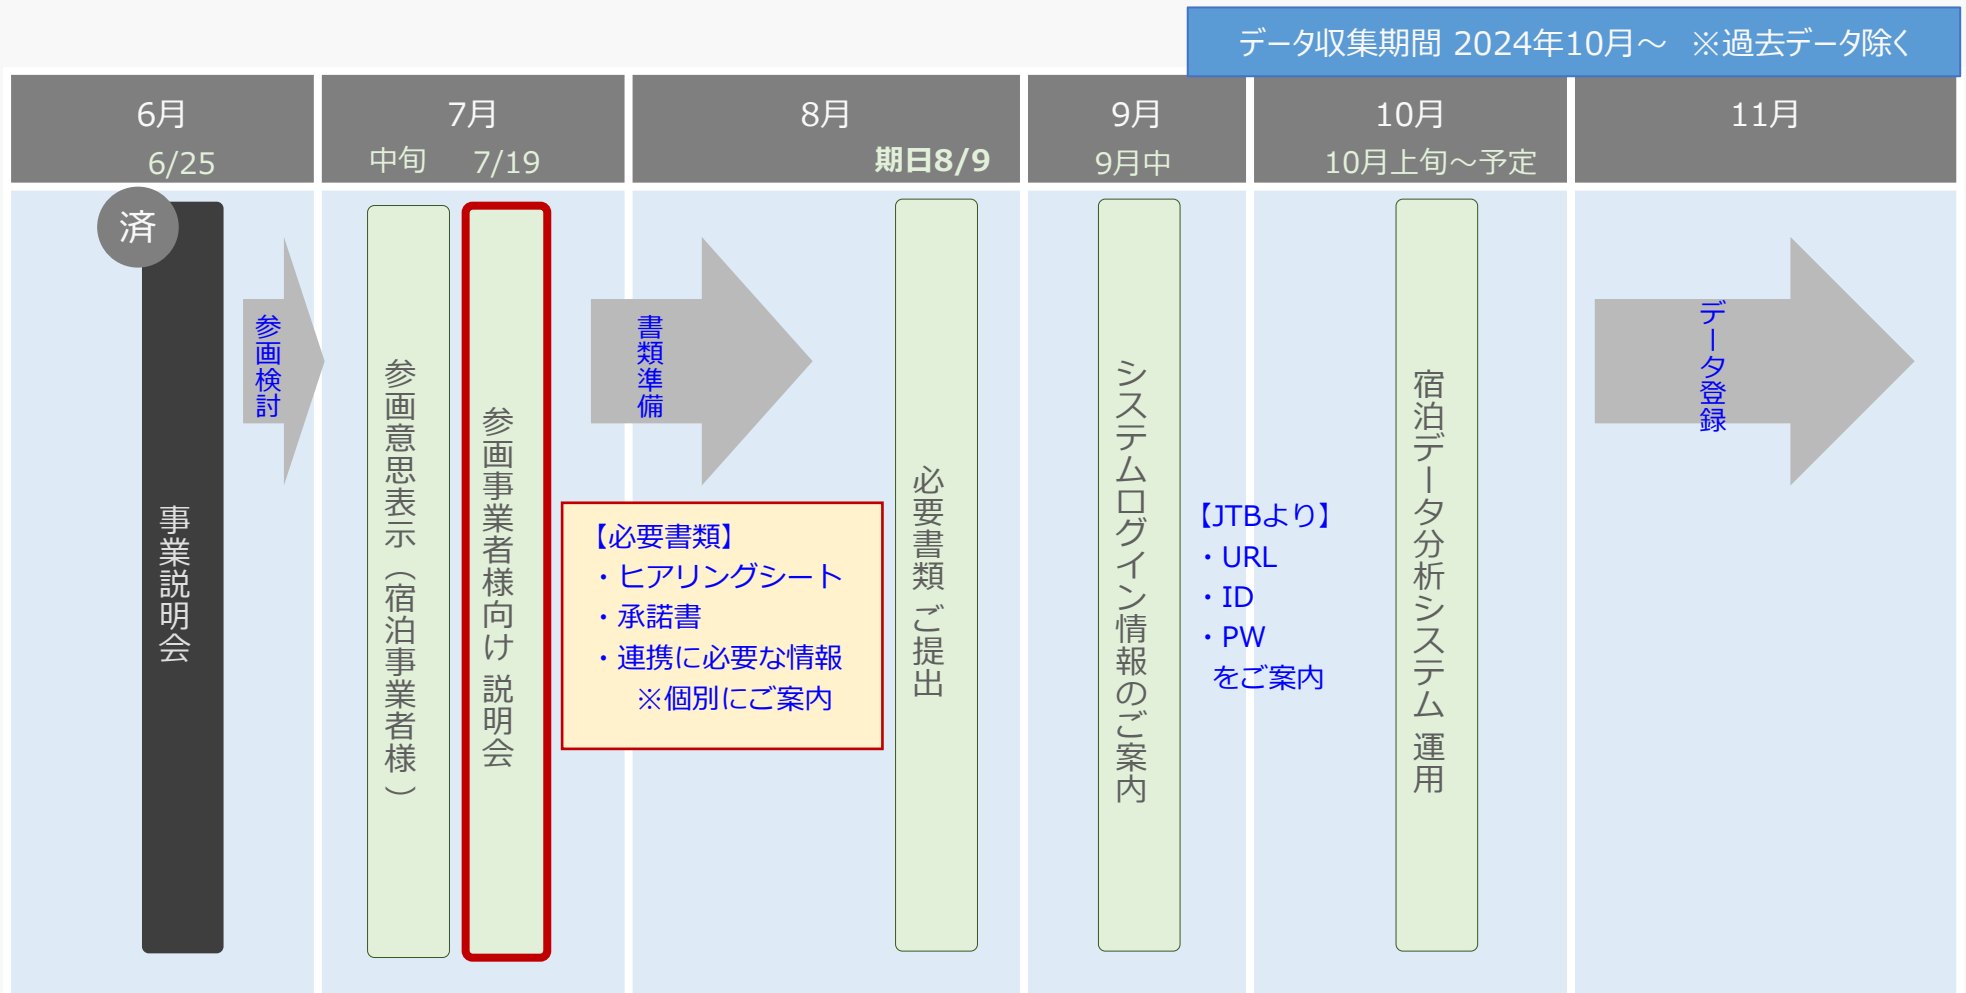 データ収集期間 2024年10月～ ※過去データ除く
6月
6/25
7月
中旬 7/19
8月
期日8/9
9月
9月中
10月
10月上旬～予定
11月
済
事業説明会
参画検討
参画意思表示（宿泊事業者様）
参画事業者様向け 説明会
書類準備
【必要書類】
・ヒアリングシート
・承諾書
・連携に必要な情報
※個別にご案内
必要書類 ご提出
システムログイン情報のご案内
【JTBより】
・URL
・ID
・PW
をご案内
宿泊データ分析システム 運用
データ登録